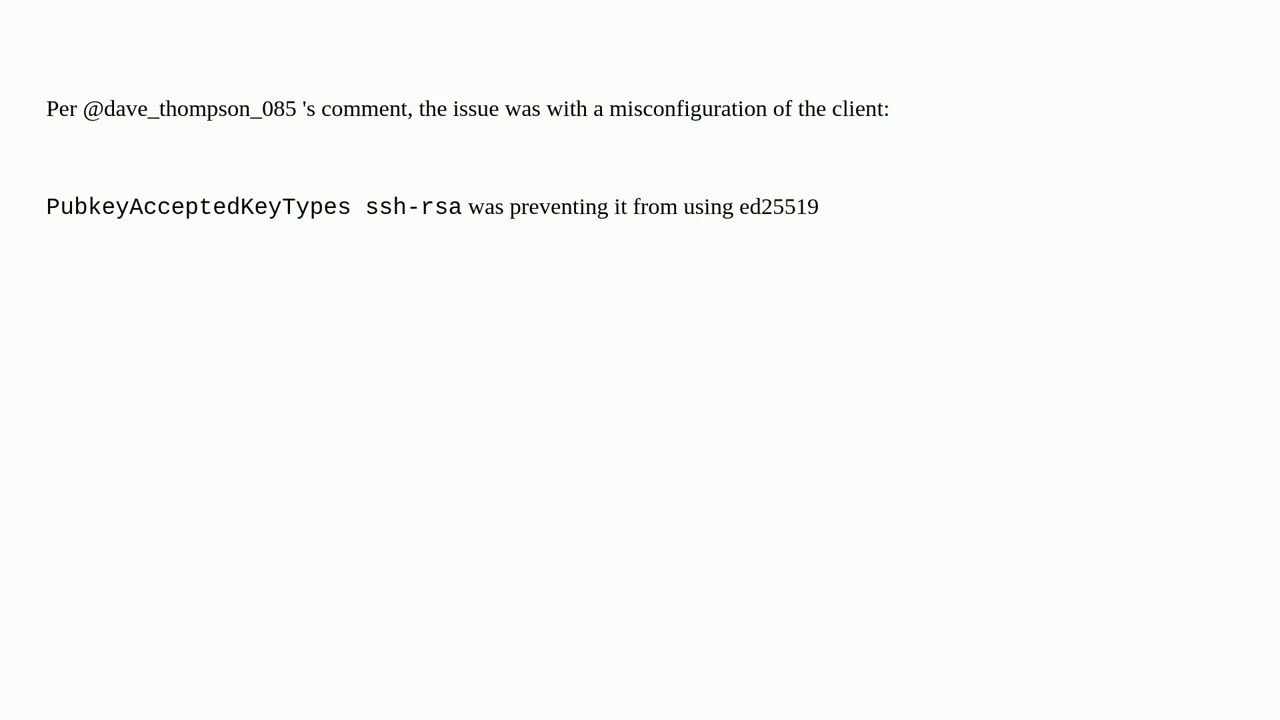 Per @dave_thompson_085 's comment, the issue was with a misconfiguration of the client:
PubkeyAcceptedKeyTypes ssh-rsa was preventing it from using ed25519